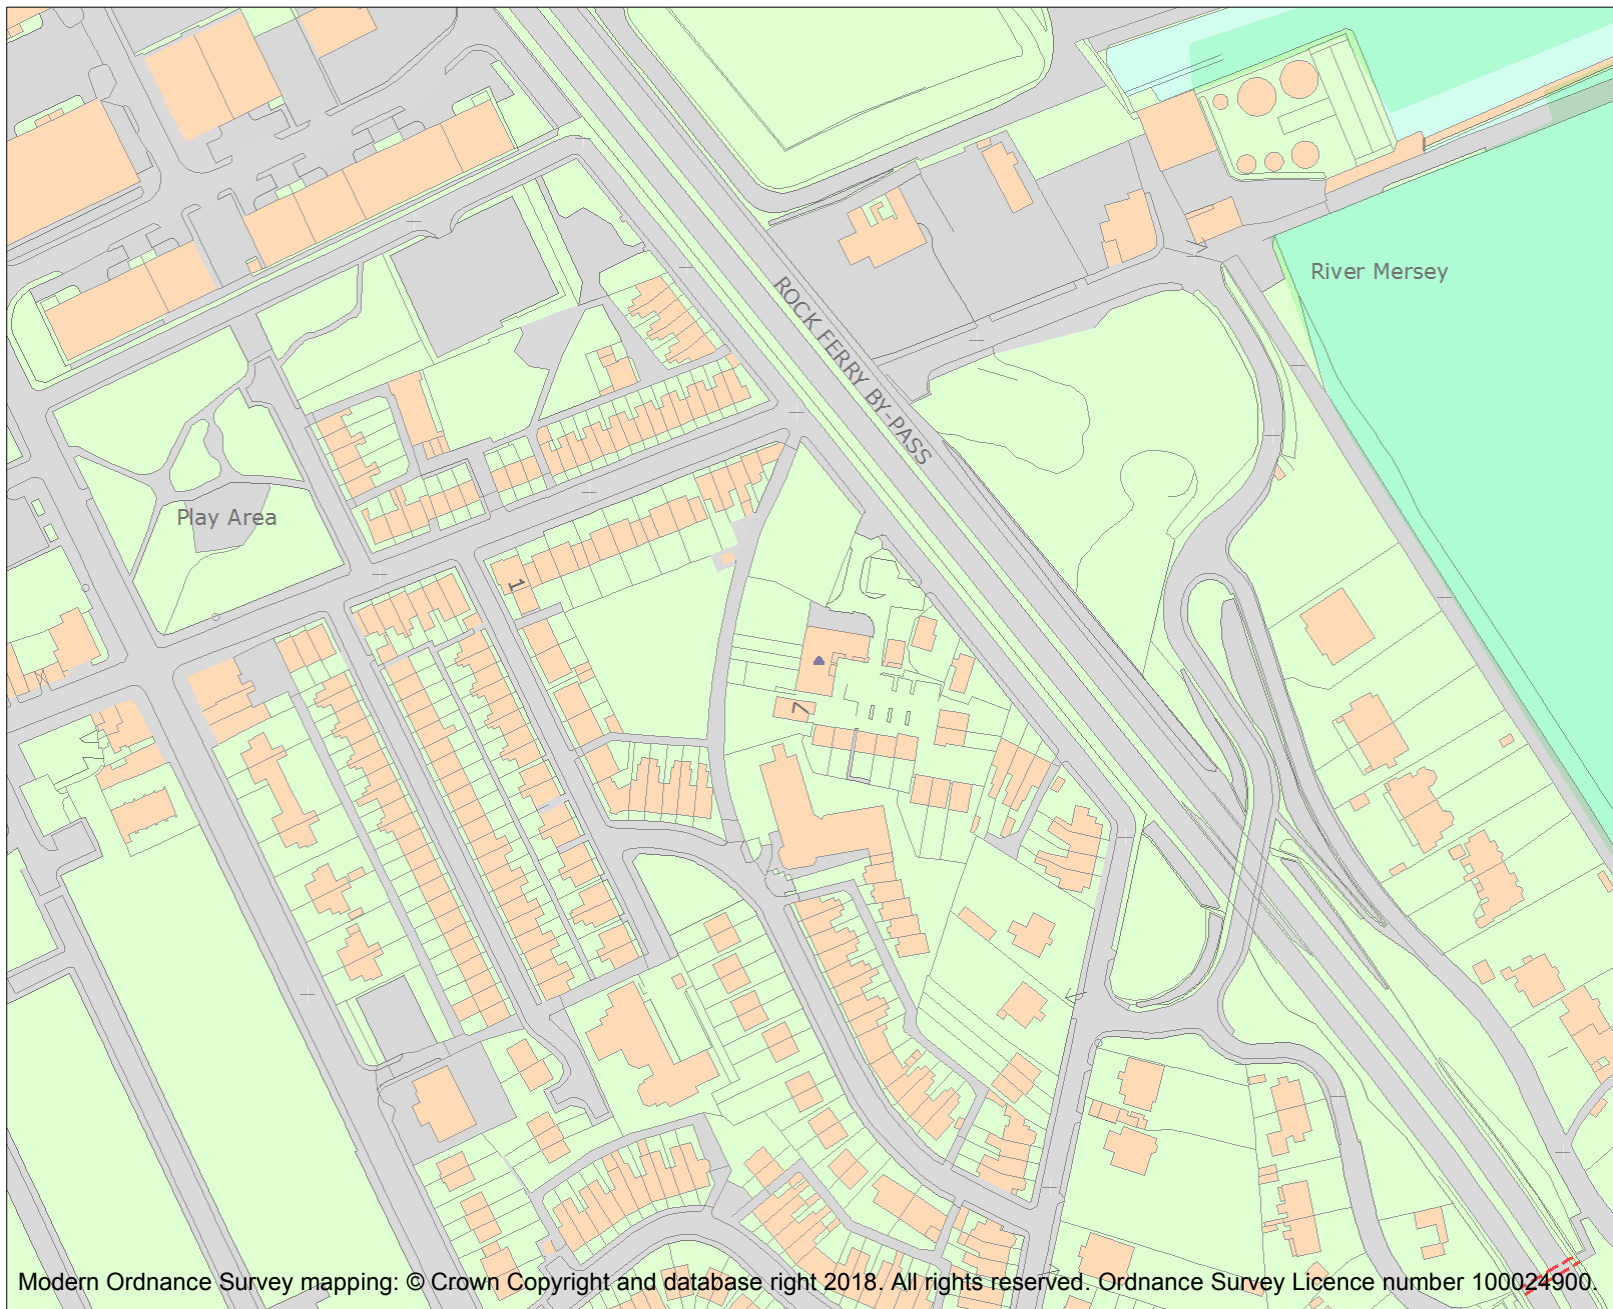 River Mersey
ROCK FERRY BY-PASS
Play Area
1
7
Modern Ordnance Survey mapping: © Crown Copyright and database right 2018. All rights reserved. Ordnance Survey Licence number 100024900.